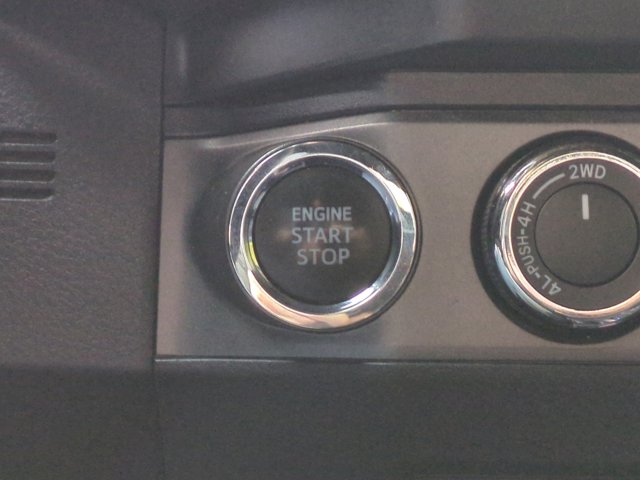 ENGINE
START
STOP
2WD
4L-PUSH-4H